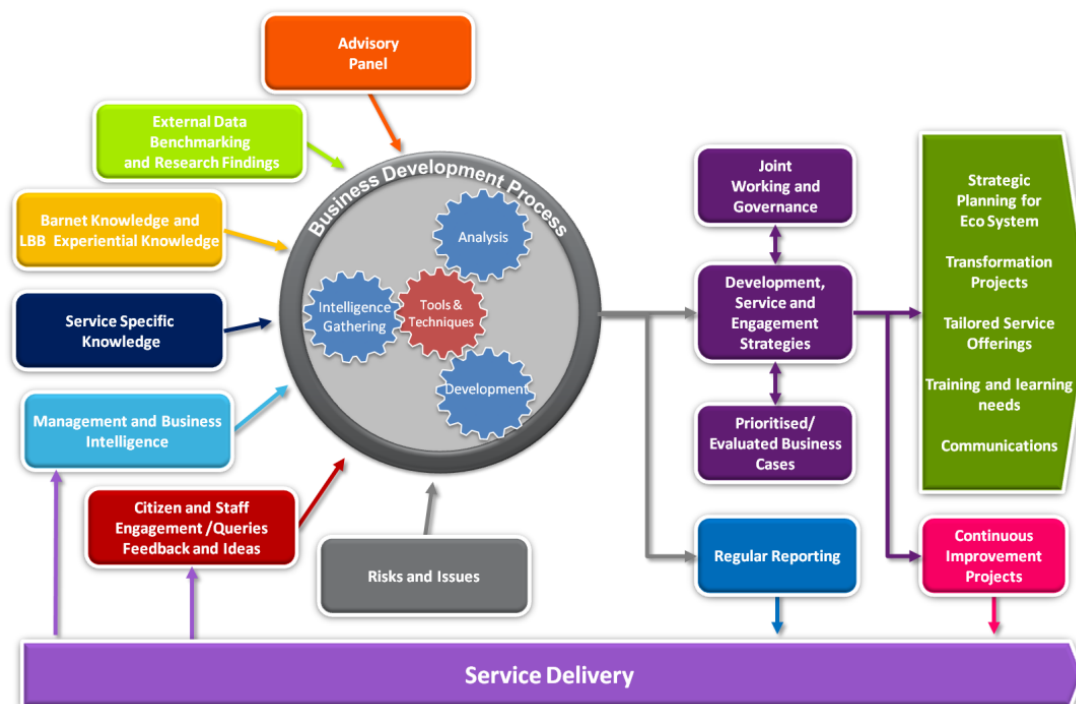 Advisory
Panel
External Data
Benchmarking
and Research Findings
Barnet Knowledge and
LBB Experiential Knowledge
Service Specific
Knowledge
Management and Business
Intelligence
Citizen and Staff
Engagement /Queries
Feedback and Ideas
Risks and Issues
Business Development Process
Analysis
Intelligence
Gathering
Tools &
Techniques
Development
Joint
Working and
Governance
Development,
Service and
Engagement
Strategies
Prioritised/
Evaluated Business
Cases
Regular Reporting
Strategic
Planning for
Eco System
Transformation
Projects
Tailored Service
Offerings
Training and learning
needs
Communications
Continuous
Improvement
Projects
Service Delivery